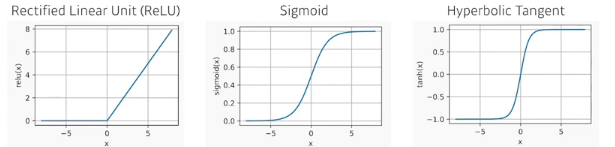 Rectified Linear Unit (ReLU)
8
6
4
2
0
relu(x)
−5
0
5
x
Sigmoid
1.0
0.8
0.6
0.4
0.2
0.0
sigmoid(x)
−5
0
5
x
Hyperbolic Tangent
1.0
0.5
0.0
−0.5
−1.0
tanh(x)
−5
0
5
x